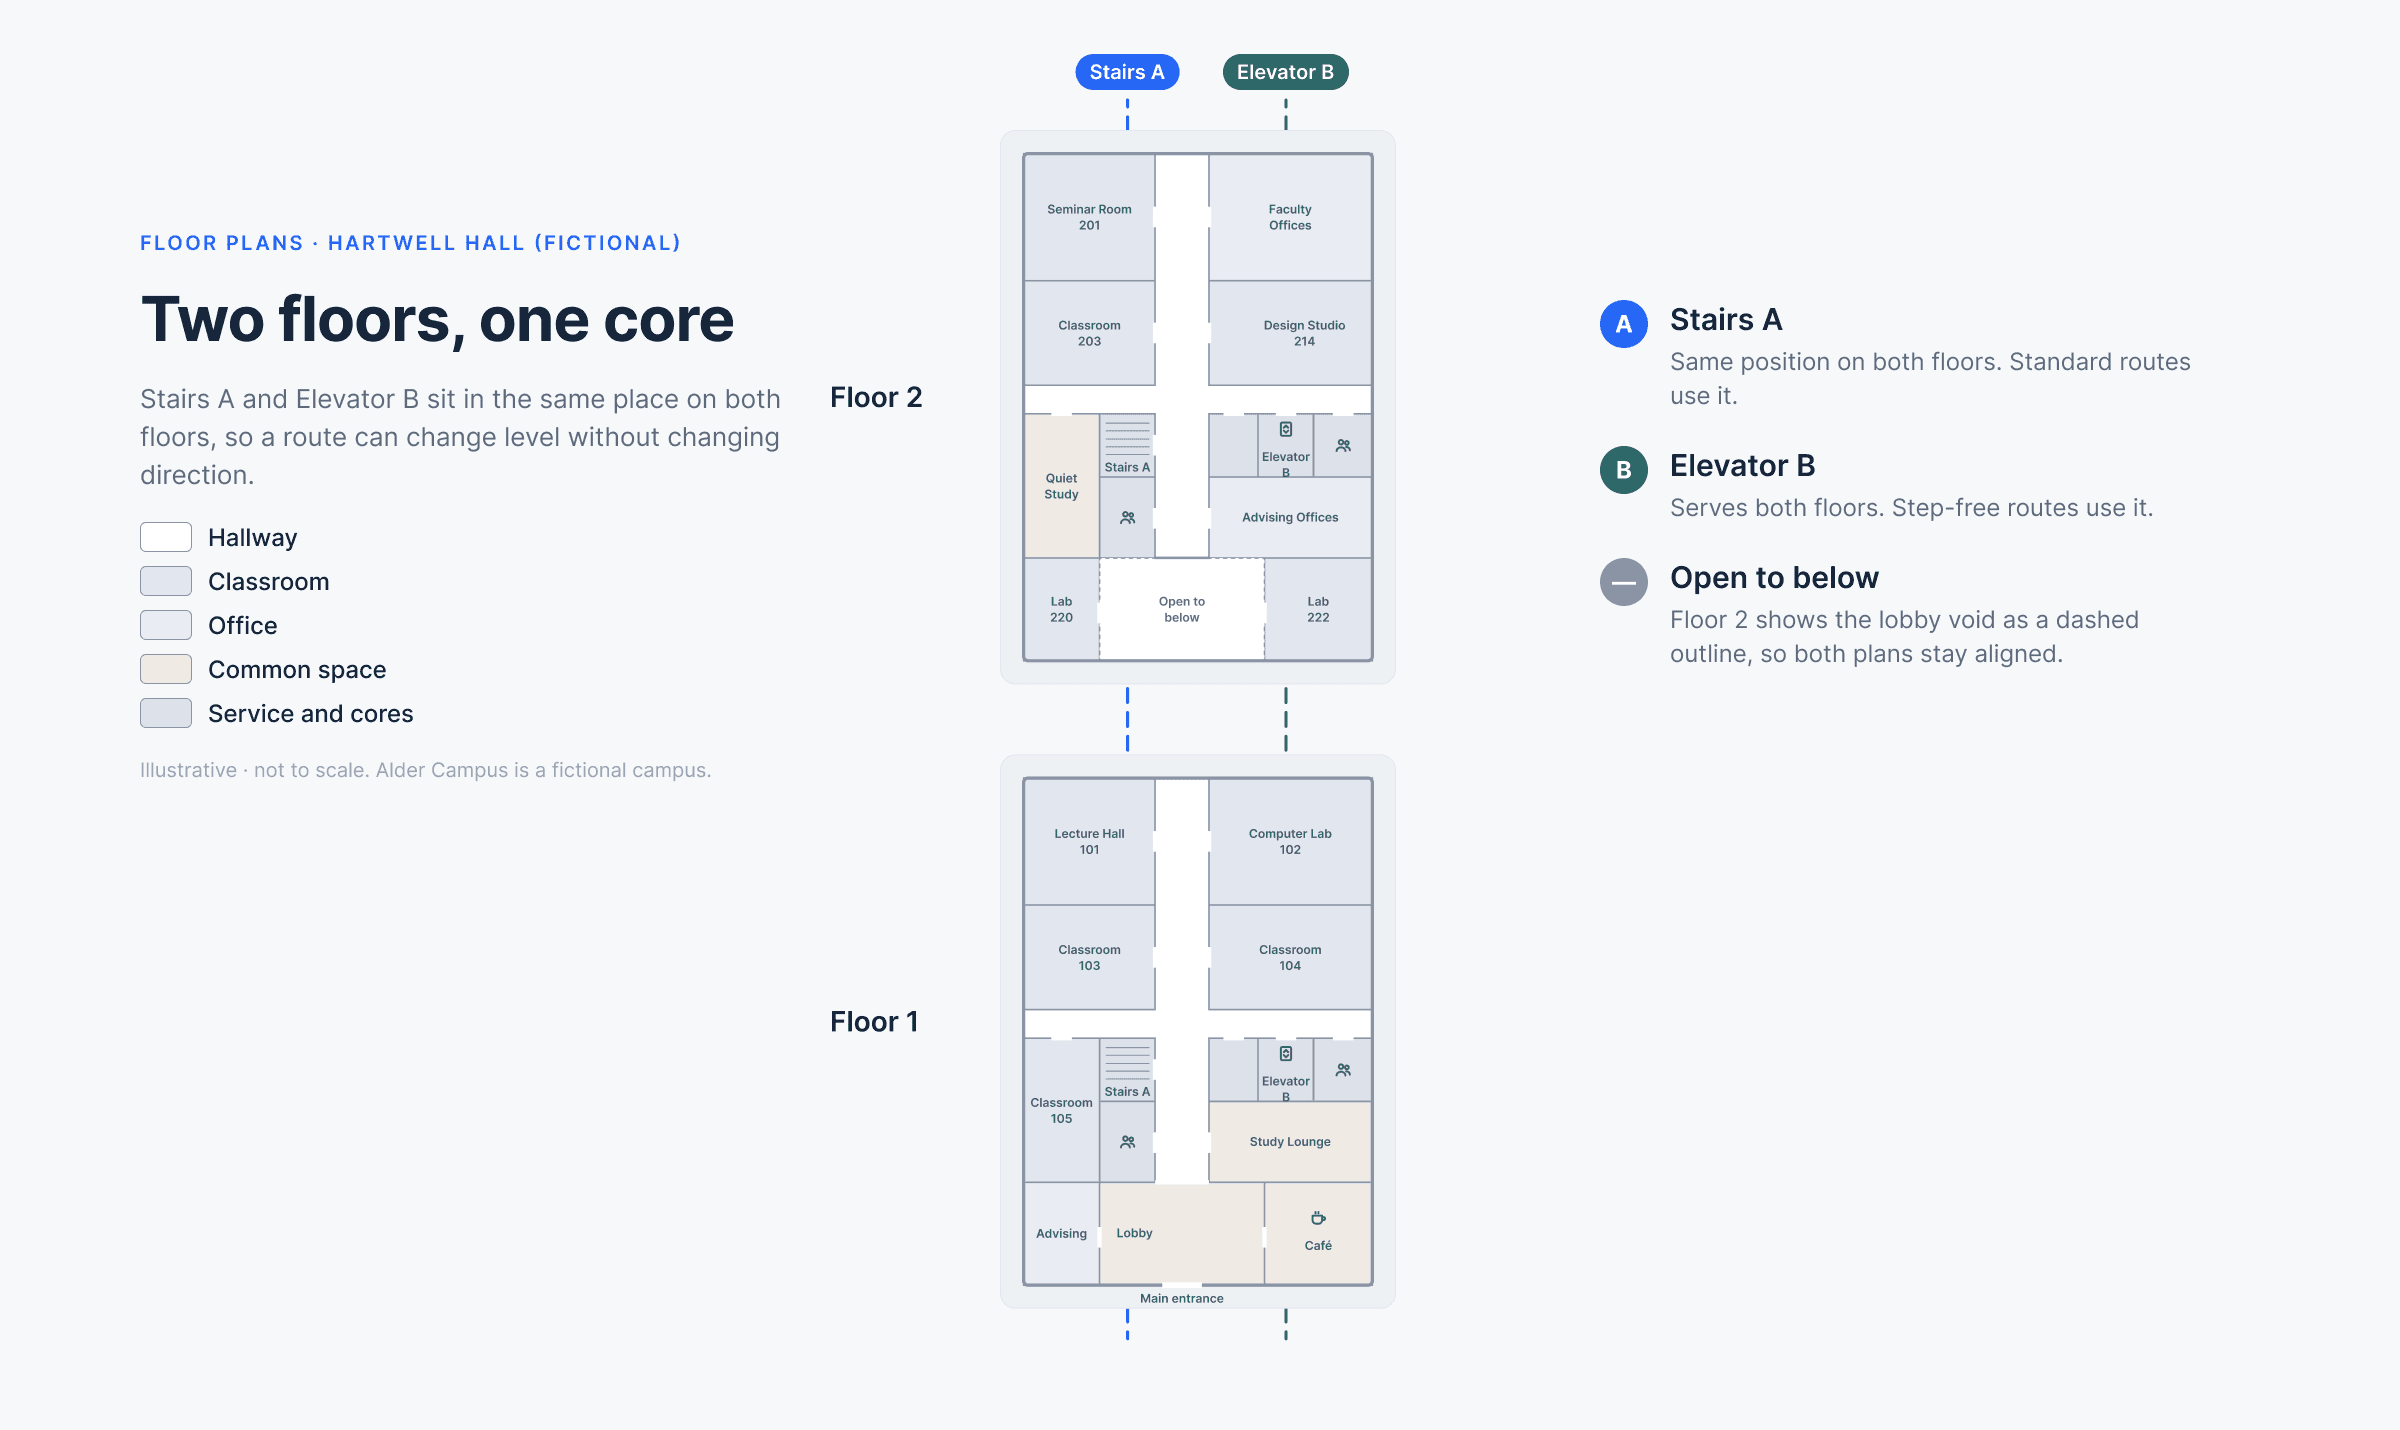 FLOOR PLANS · HARTWELL HALL (FICTIONAL)
Two floors, one core
Stairs A and Elevator B sit in the same place on both
floors, so a route can change level without changing
direction.
Hallway
Classroom
Office
Common space
Service and cores
Illustrative · not to scale. Alder Campus is a fictional campus.
Stairs A
Elevator B
Floor 2
Seminar Room
201
Faculty
Offices
Classroom
203
Design Studio
214
Quiet
Study
Stairs A
Elevator
B
Advising Offices
Lab
220
Open to
below
Lab
222
Floor 1
Lecture Hall
101
Computer Lab
102
Classroom
103
Classroom
104
Classroom
105
Stairs A
Elevator
B
Study Lounge
Advising
Lobby
Café
Main entrance
A
Stairs A
Same position on both floors. Standard routes
use it.
B
Elevator B
Serves both floors. Step-free routes use it.
—
Open to below
Floor 2 shows the lobby void as a dashed
outline, so both plans stay aligned.